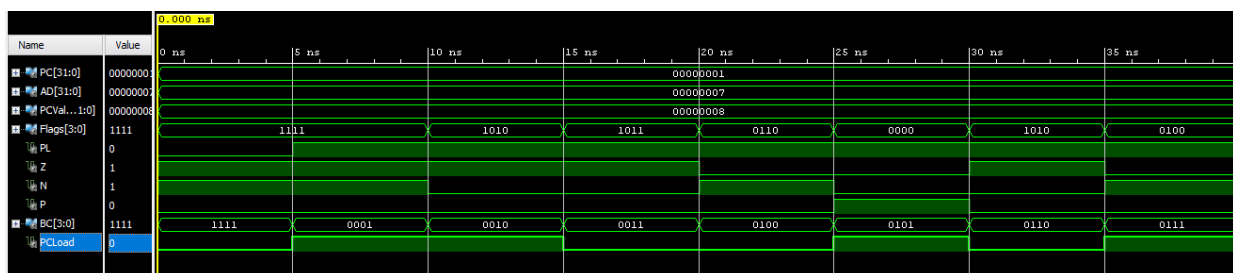 0.000 ns
Name Value 0 ns 5 ns 10 ns 15 ns 20 ns 25 ns 30 ns 35 ns
PC[31:0] 00000001 00000001
AD[31:0] 00000007 00000007
PCVal...1:0] 00000008 00000008
Flags[3:0] 1111 1111 1010 1011 0110 0000 1010 0100
PL 0
Z 1
N 1
P 0
BC[3:0] 1111 1111 0001 0010 0011 0100 0101 0110 0111
PCLoad 0